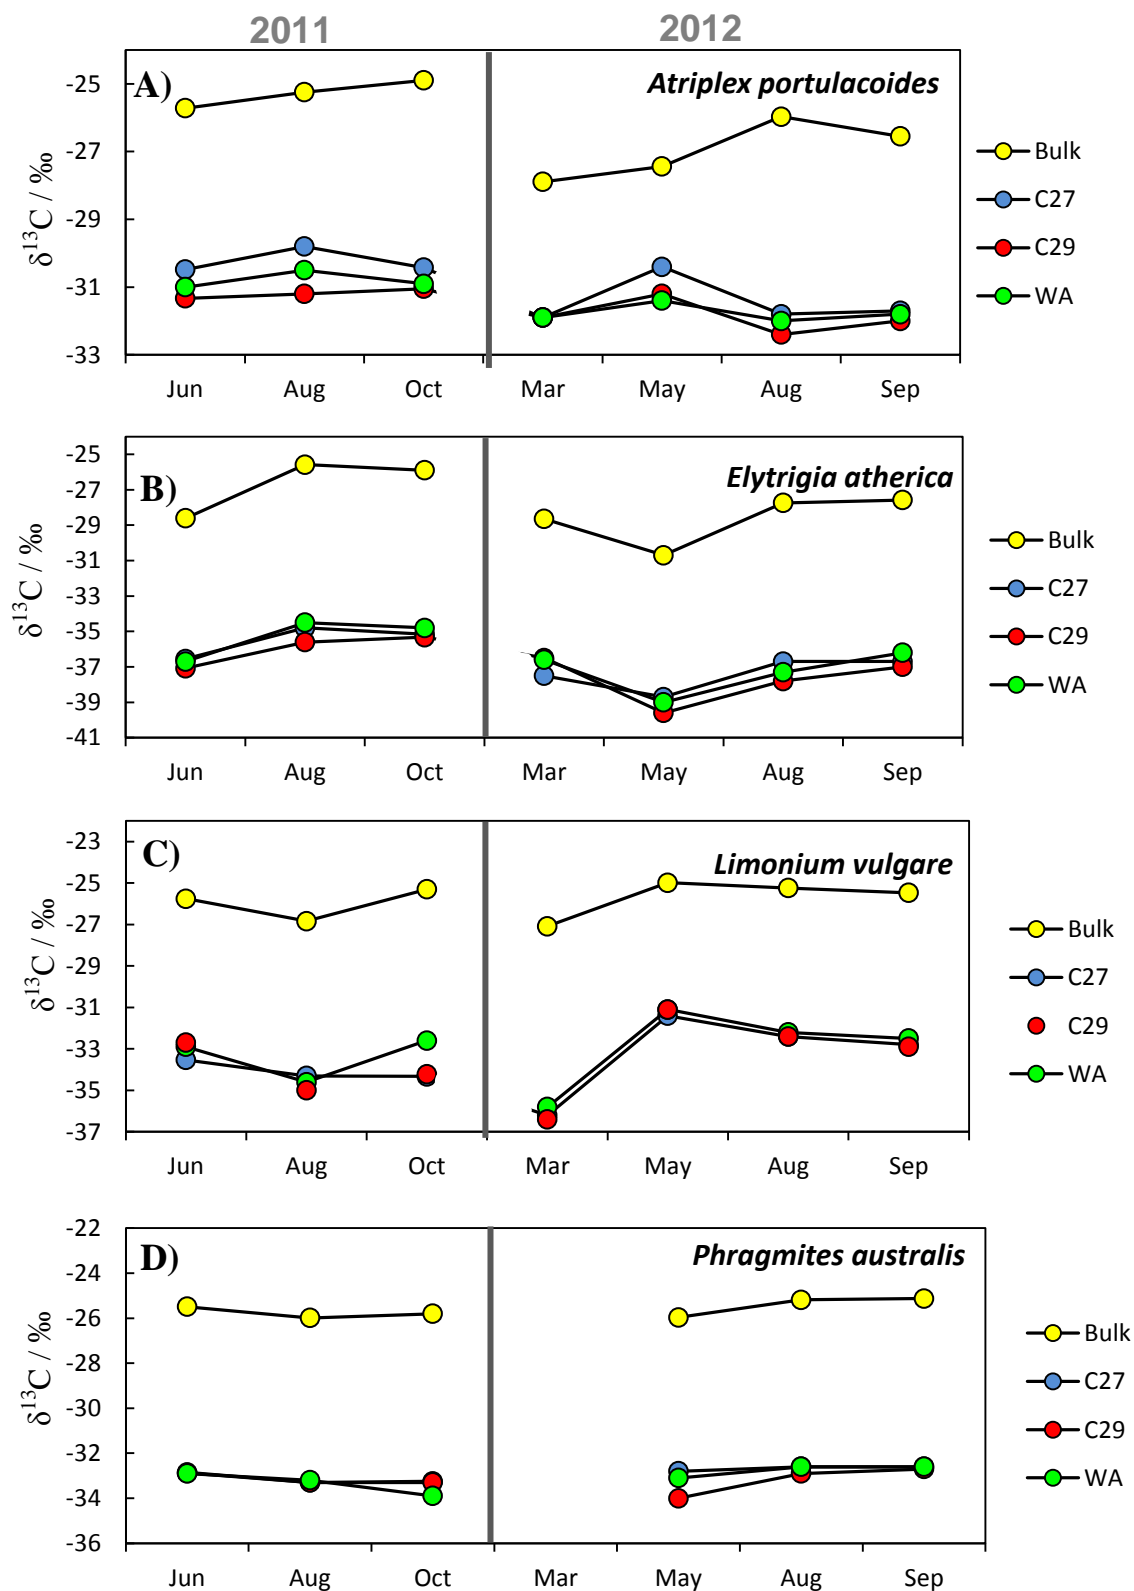 2011 2012
A) Atriplex portulacoides
δ¹³C / ‰
-25
-27
-29
-31
-33
Jun Aug Oct Mar May Aug Sep
Bulk
C27
C29
WA
B) Elytrigia atherica
δ¹³C / ‰
-25
-27
-29
-31
-33
-35
-37
-39
-41
Jun Aug Oct Mar May Aug Sep
Bulk
C27
C29
WA
C) Limonium vulgare
δ¹³C / ‰
-23
-25
-27
-29
-31
-33
-35
-37
Jun Aug Oct Mar May Aug Sep
Bulk
C27
C29
WA
D) Phragmites australis
δ¹³C / ‰
-22
-24
-26
-28
-30
-32
-34
-36
Jun Aug Oct Mar May Aug Sep
Bulk
C27
C29
WA